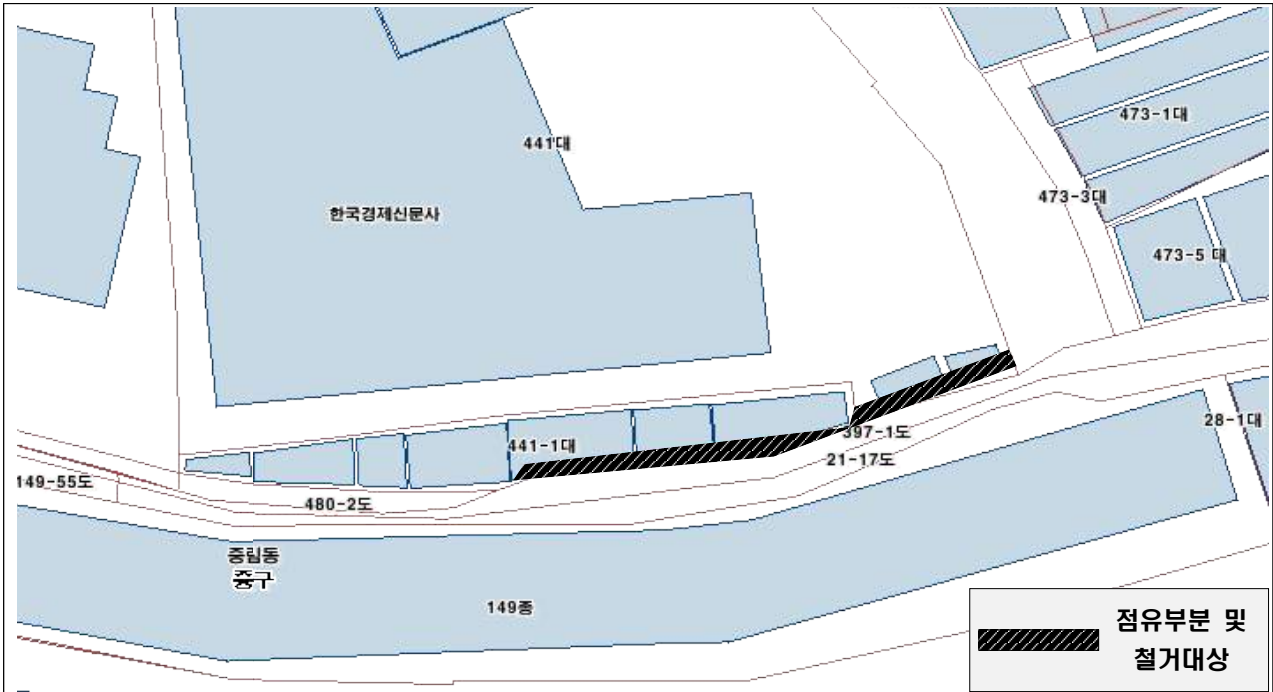 473-1대
441대
473-3대
한국경제신문사
473-5 대
28-1대
397-1도
441-1대
21-17도
149-55도
480-2도
중림동
중구
149종
점유부분 및
철거대상